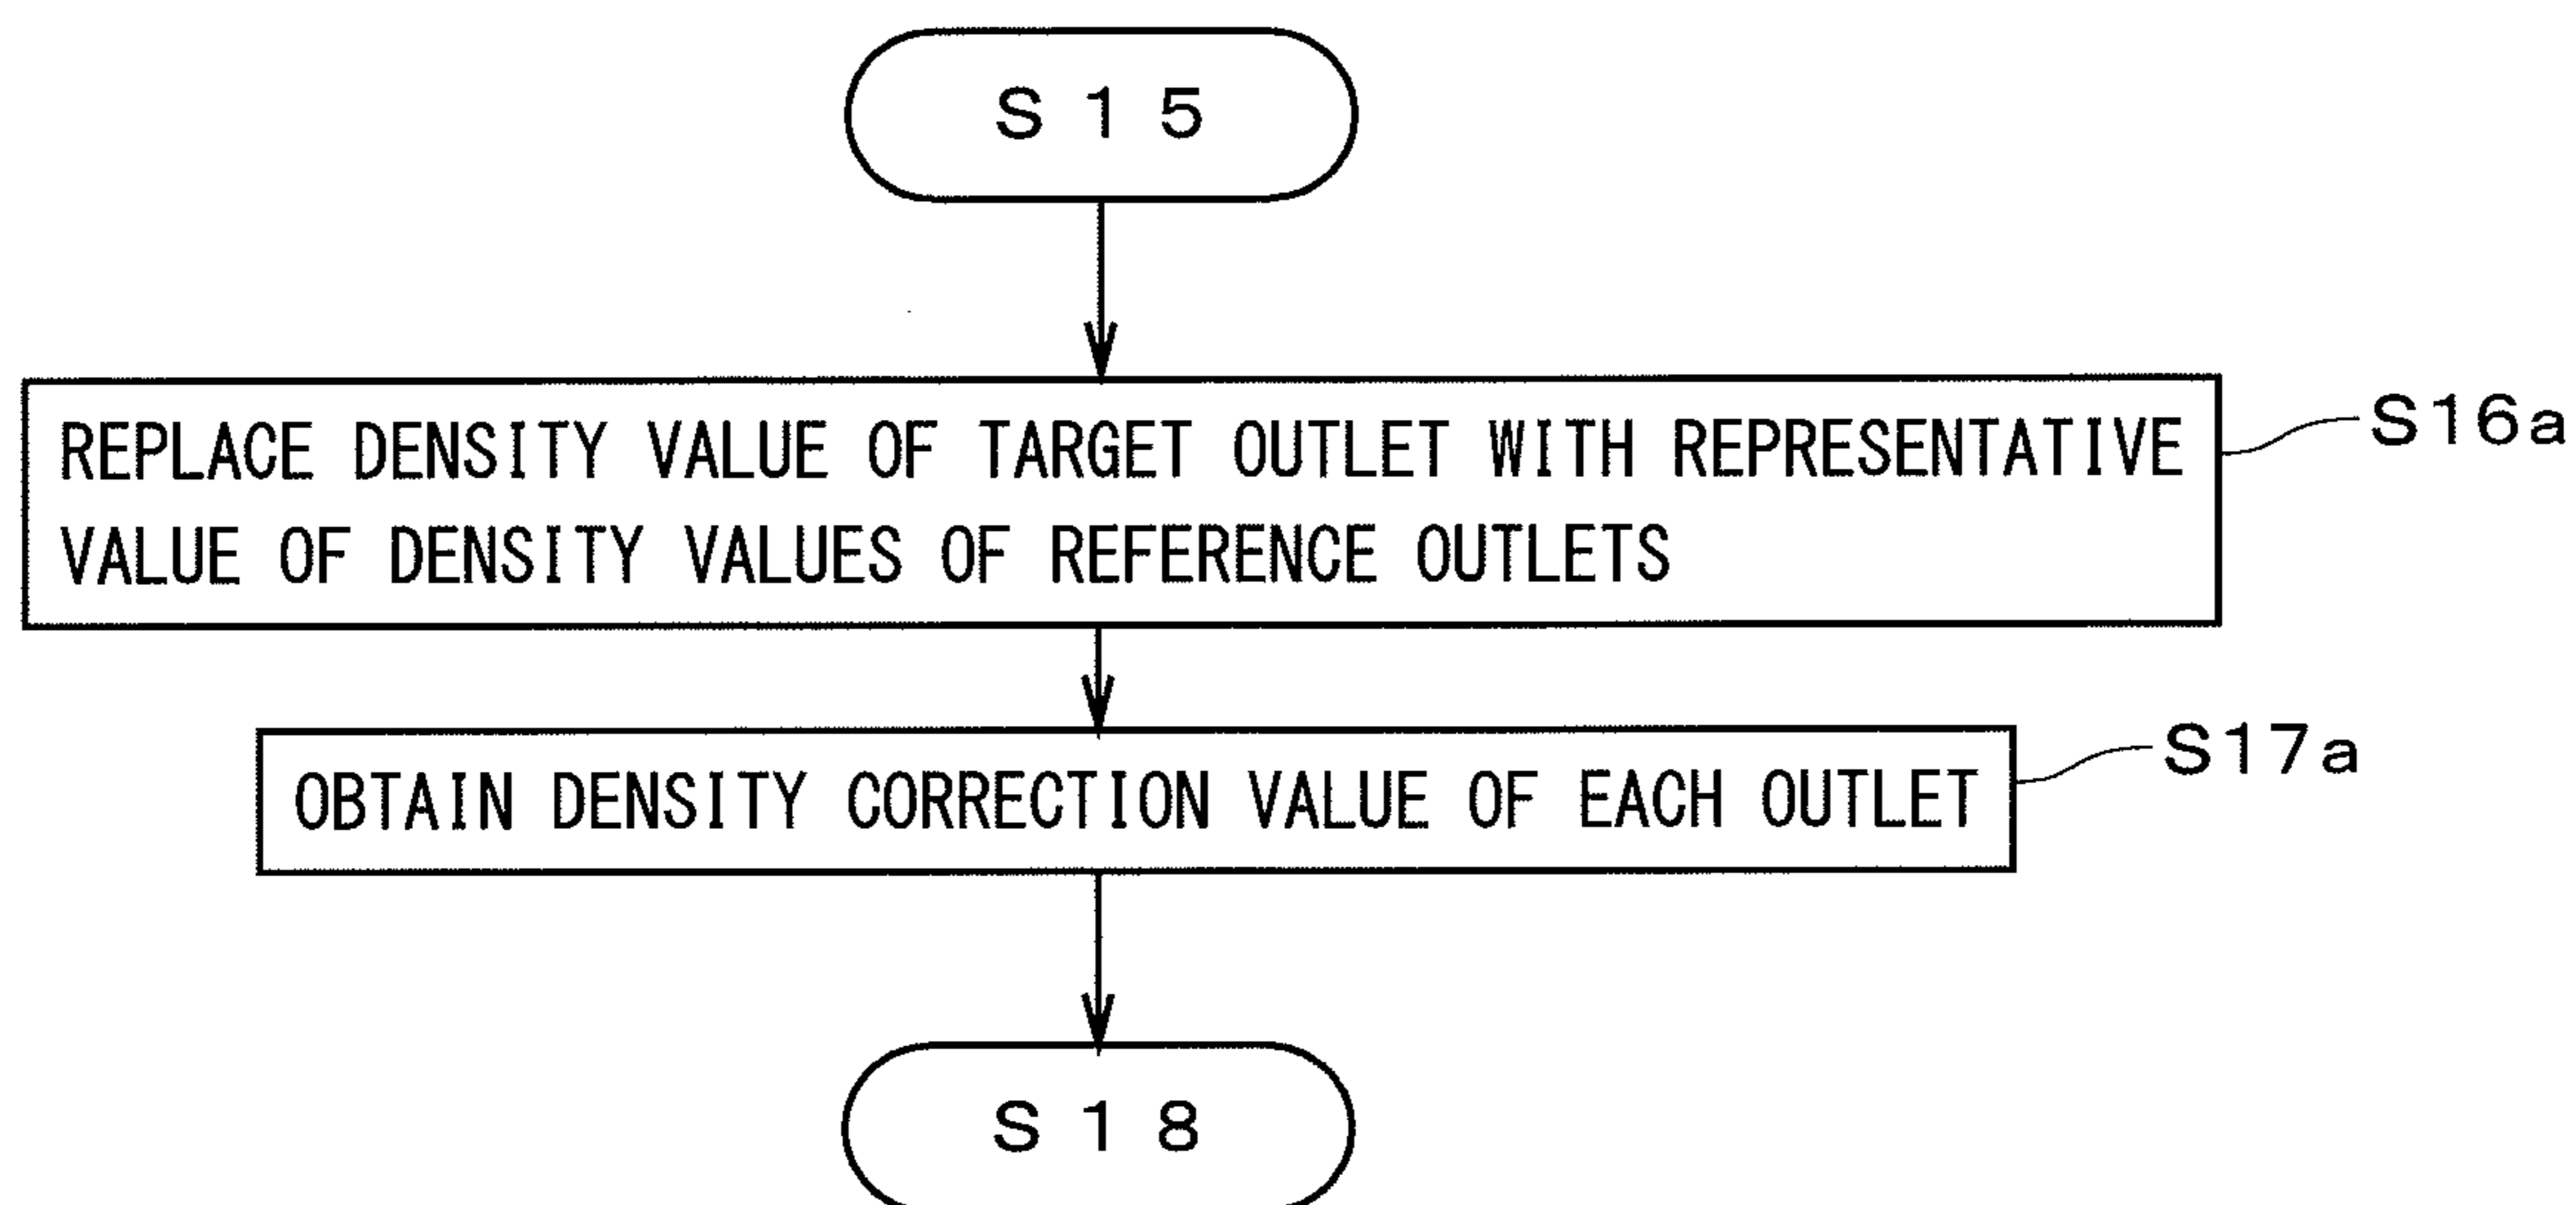 S 1 5
REPLACE DENSITY VALUE OF TARGET OUTLET WITH REPRESENTATIVE
VALUE OF DENSITY VALUES OF REFERENCE OUTLETS
S16a
OBTAIN DENSITY CORRECTION VALUE OF EACH OUTLET
S17a
S 1 8